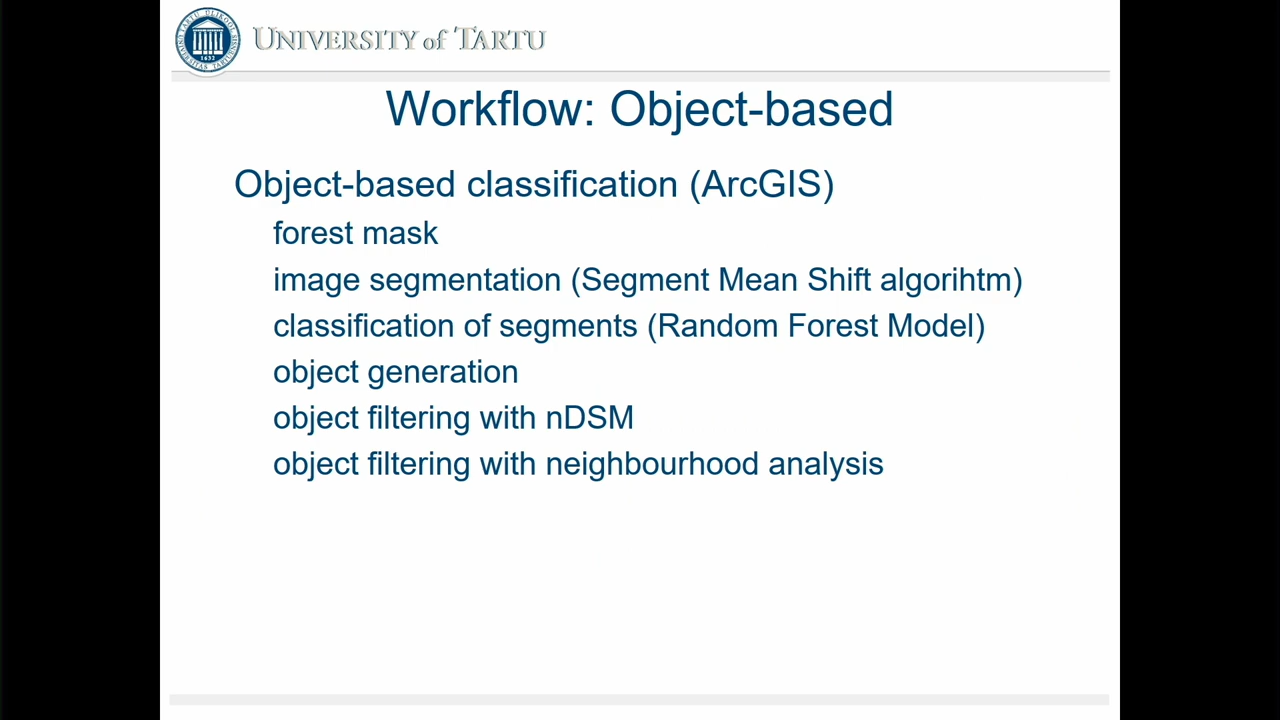 UNIVERSITY of TARTU
Workflow: Object-based
Object-based classification (ArcGIS)
forest mask
image segmentation (Segment Mean Shift algorihtm)
classification of segments (Random Forest Model)
object generation
object filtering with nDSM
object filtering with neighbourhood analysis